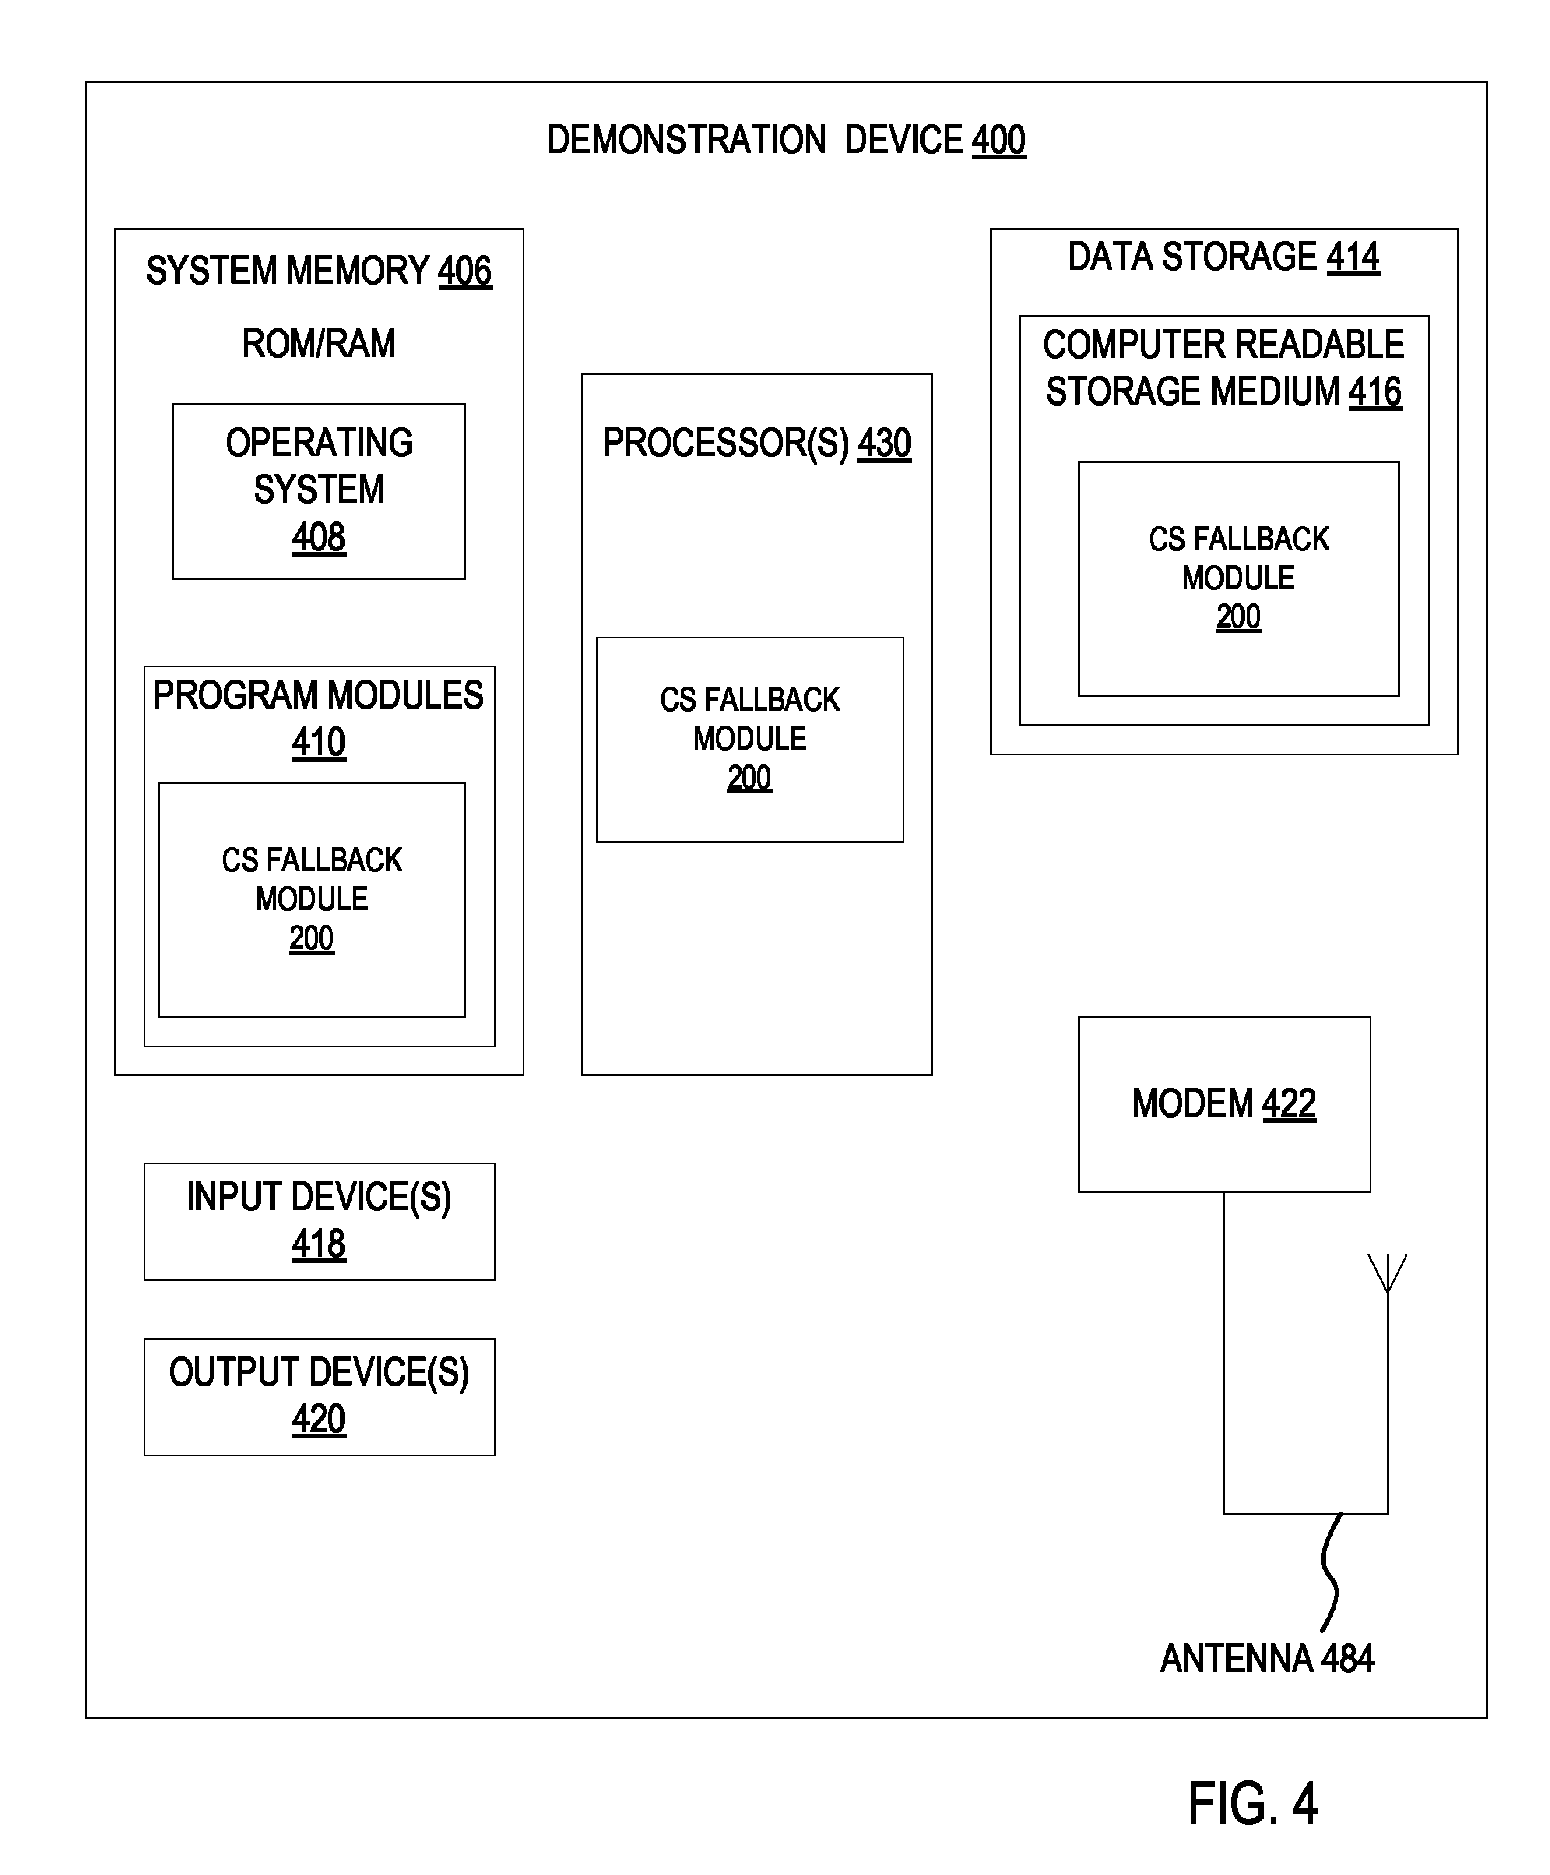 DEMONSTRATION DEVICE 400
SYSTEM MEMORY 406
ROM/RAM
OPERATING
SYSTEM
408
PROGRAM MODULES
410
CS FALLBACK
MODULE
200
PROCESSOR(S) 430
CS FALLBACK
MODULE
200
DATA STORAGE 414
COMPUTER READABLE
STORAGE MEDIUM 416
CS FALLBACK
MODULE
200
MODEM 422
INPUT DEVICE(S)
418
OUTPUT DEVICE(S)
420
ANTENNA 484
FIG. 4